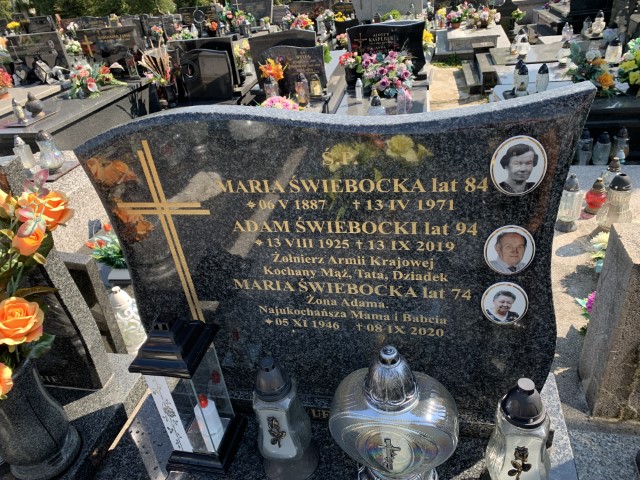 Ś.P.
MARIA ŚWIEBOCKA lat 84
06 V 1887 † 13 IV 1971
ADAM ŚWIEBOCKI lat 94
13 VIII 1925 † 13 IX 2019
Żołnierz Armii Krajowej
Kochany Mąż, Tata, Dziadek
MARIA ŚWIEBOCKA lat 74
Żona Adama.
Najukochańsza Mama i Babcia
05 XI 1946 † 08 IX 2020